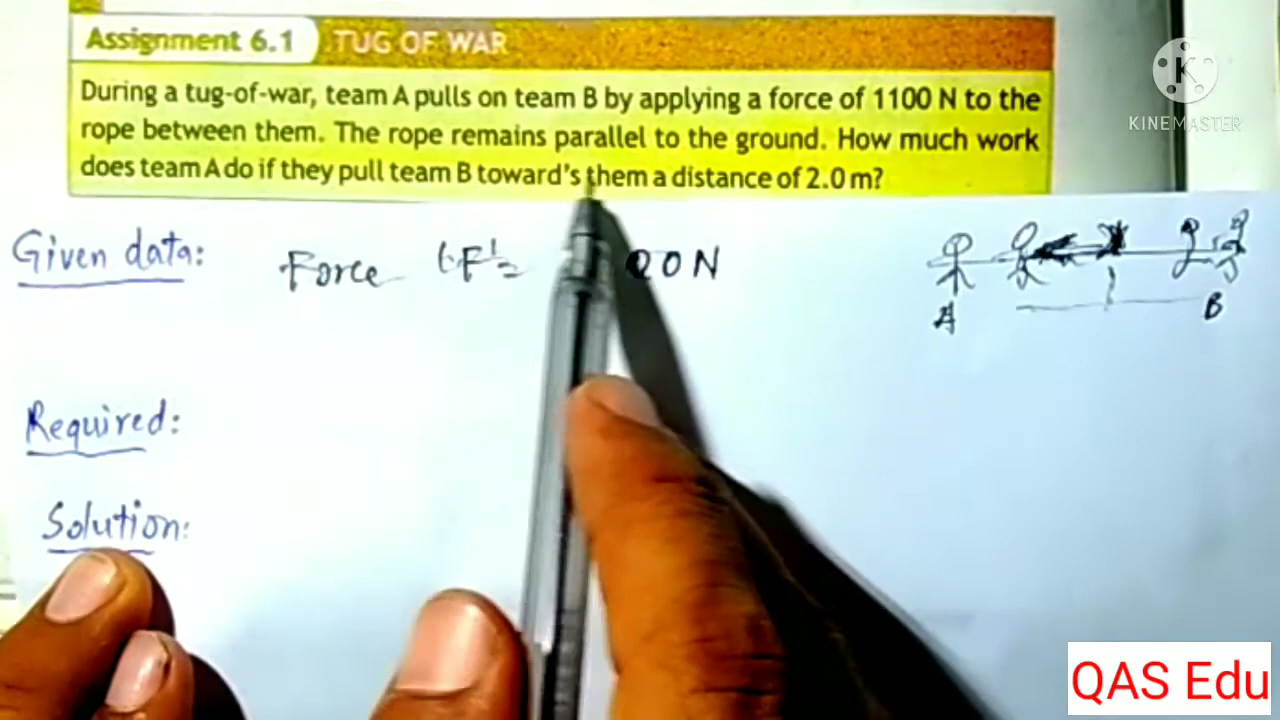 Assignment 6.1 TUG OF WAR
During a tug-of-war, team A pulls on team B by applying a force of 1100 N to the
rope between them. The rope remains parallel to the ground. How much work
does team A do if they pull team B toward's them a distance of 2.0 m?
K
KINEMASTER
Given data: Force 'F' = 00N
A B
Required:
Solution:
QAS Edu